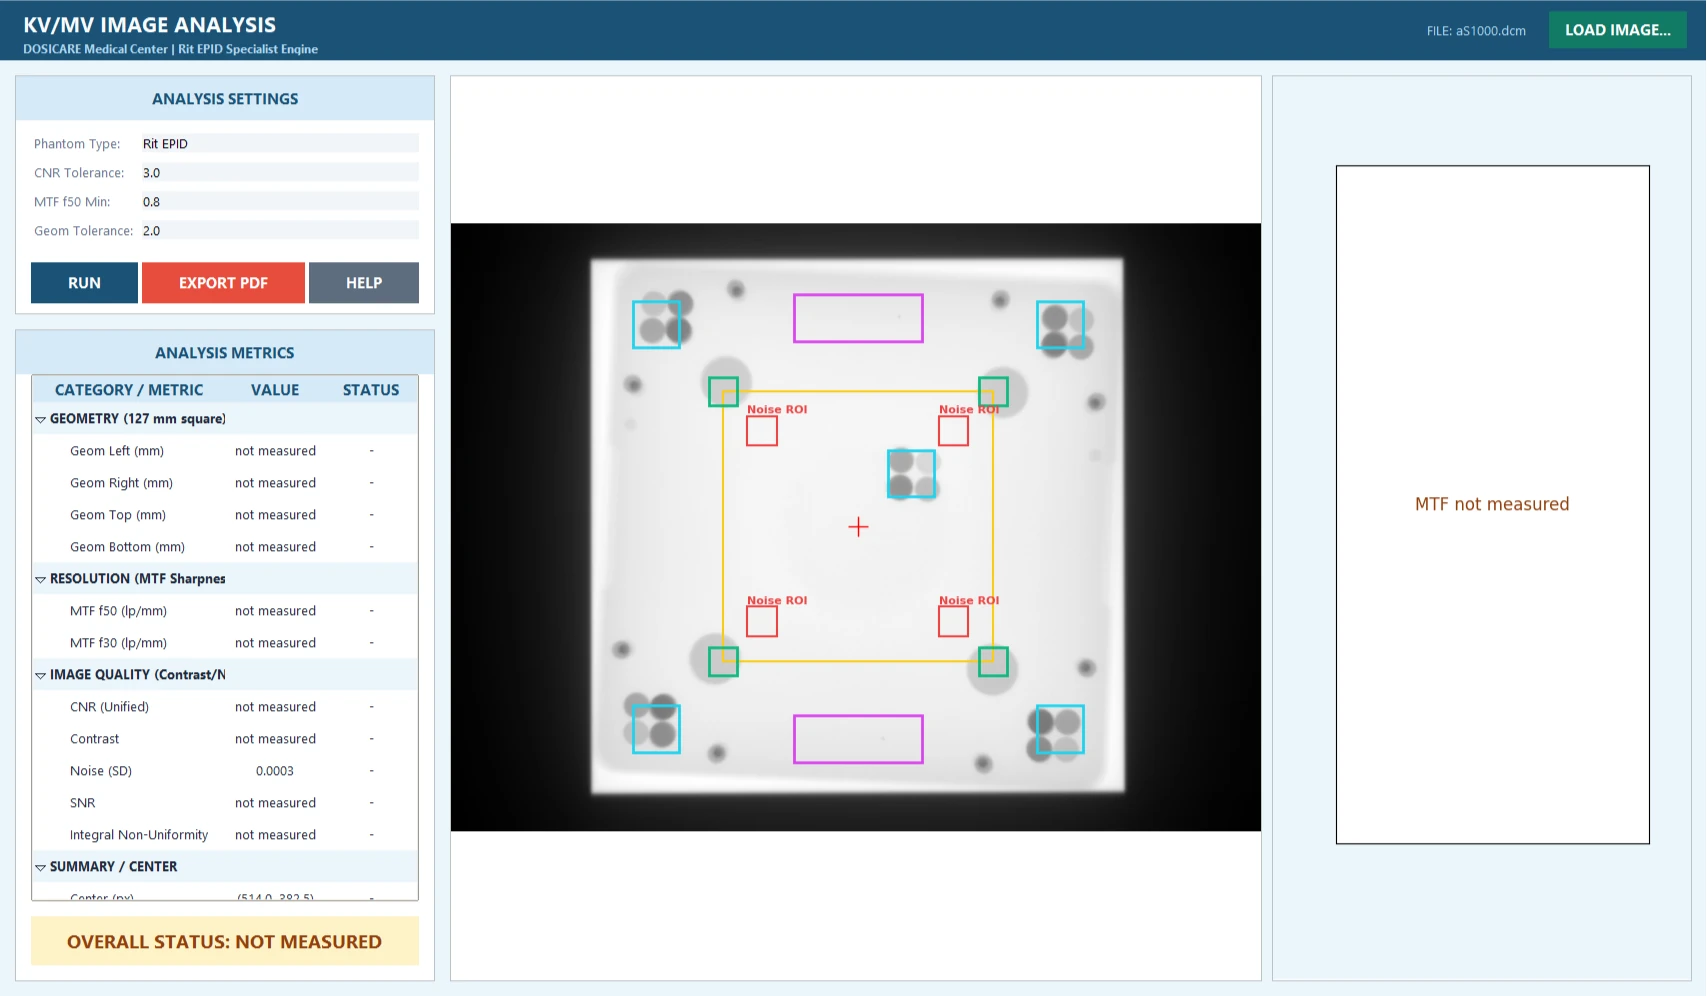 KV/MV IMAGE ANALYSIS
DOSICARE Medical Center | Rit EPID Specialist Engine
FILE: aS1000.dcm
LOAD IMAGE...
ANALYSIS SETTINGS
Phantom Type: Rit EPID
CNR Tolerance: 3.0
MTF f50 Min: 0.8
Geom Tolerance: 2.0
RUN EXPORT PDF HELP
ANALYSIS METRICS
CATEGORY / METRIC VALUE STATUS
GEOMETRY (127 mm square)
Geom Left (mm) not measured -
Geom Right (mm) not measured -
Geom Top (mm) not measured -
Geom Bottom (mm) not measured -
RESOLUTION (MTF Sharpnes
MTF f50 (lp/mm) not measured -
MTF f30 (lp/mm) not measured -
IMAGE QUALITY (Contrast/N
CNR (Unified) not measured -
Contrast not measured -
Noise (SD) 0.0003 -
SNR not measured -
Integral Non-Uniformity not measured -
SUMMARY / CENTER
Center (px) (514.0, 382.5) -
OVERALL STATUS: NOT MEASURED
Noise ROI Noise ROI
Noise ROI Noise ROI
MTF not measured